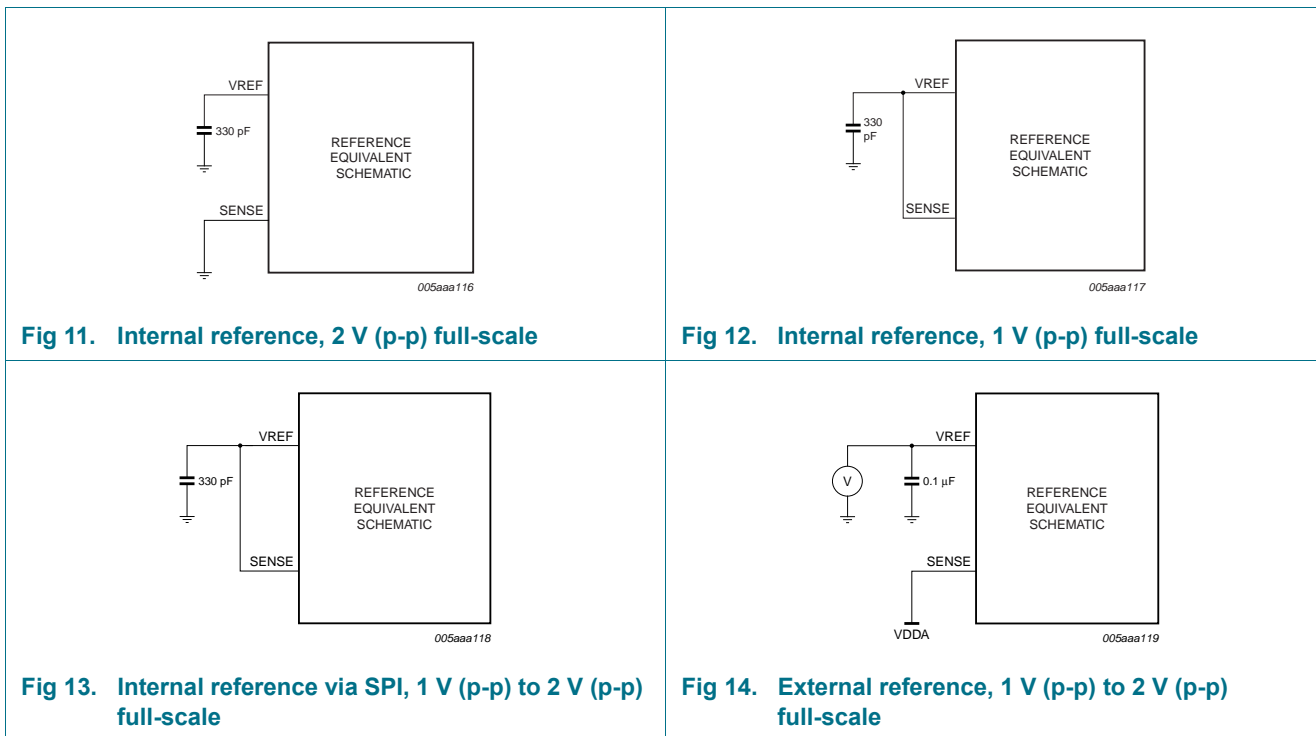 VREF
330 pF
REFERENCE
EQUIVALENT
SCHEMATIC
SENSE
005aaa116
Fig 11. Internal reference, 2 V (p-p) full-scale
VREF
330
pF
REFERENCE
EQUIVALENT
SCHEMATIC
SENSE
005aaa117
Fig 12. Internal reference, 1 V (p-p) full-scale
VREF
330 pF
REFERENCE
EQUIVALENT
SCHEMATIC
SENSE
005aaa118
Fig 13. Internal reference via SPI, 1 V (p-p) to 2 V (p-p)
full-scale
VREF
V
0.1 μF
REFERENCE
EQUIVALENT
SCHEMATIC
SENSE
VDDA
005aaa119
Fig 14. External reference, 1 V (p-p) to 2 V (p-p)
full-scale